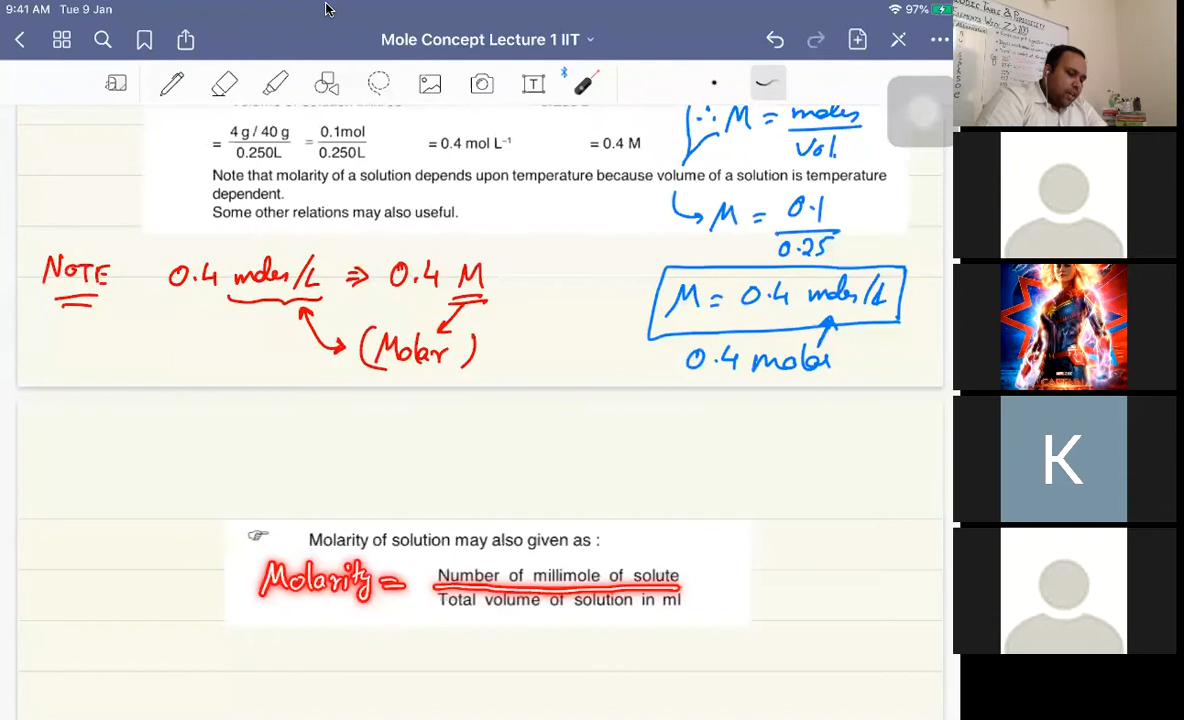 9:41 AM Tue 9 Jan
97%
Mole Concept Lecture 1 IIT
= 4 g / 40 g / 0.250L = 0.1mol / 0.250L = 0.4 mol L⁻¹ = 0.4 M
Note that molarity of a solution depends upon temperature because volume of a solution is temperature
dependent.
Some other relations may also useful.
∴ M = moles / Vol.
↳ M = 0.1 / 0.25
M = 0.4 moles/L
0.4 molar
NOTE 0.4 moles/L ⇒ 0.4 M
(Molar)
☞ Molarity of solution may also given as :
Molarity = Number of millimole of solute
Total volume of solution in ml
K